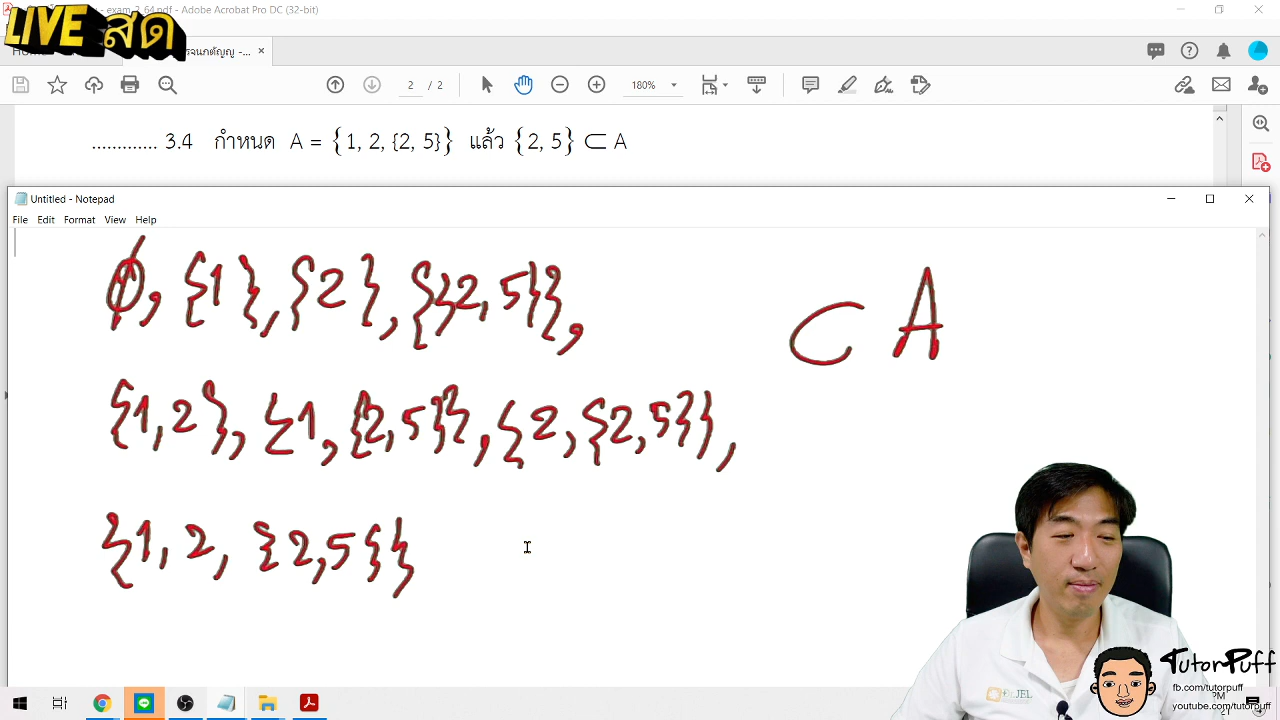 LIVE สด
exam_3_64.pdf - Adobe Acrobat Pro DC (32-bit)
Home
2 / 2
180%
............. 3.4 กำหนด A = {1, 2, {2, 5}} แล้ว {2, 5} ⊂ A
Untitled - Notepad
File Edit Format View Help
∅, {1}, {2}, {{2, 5}},
⊂ A
{1, 2}, {1, {2, 5}}, {2, {2, 5}},
{1, 2, {2, 5}}
TUTORPUFF
fb.com/tutorpuff
youtube.com/tutorpuff